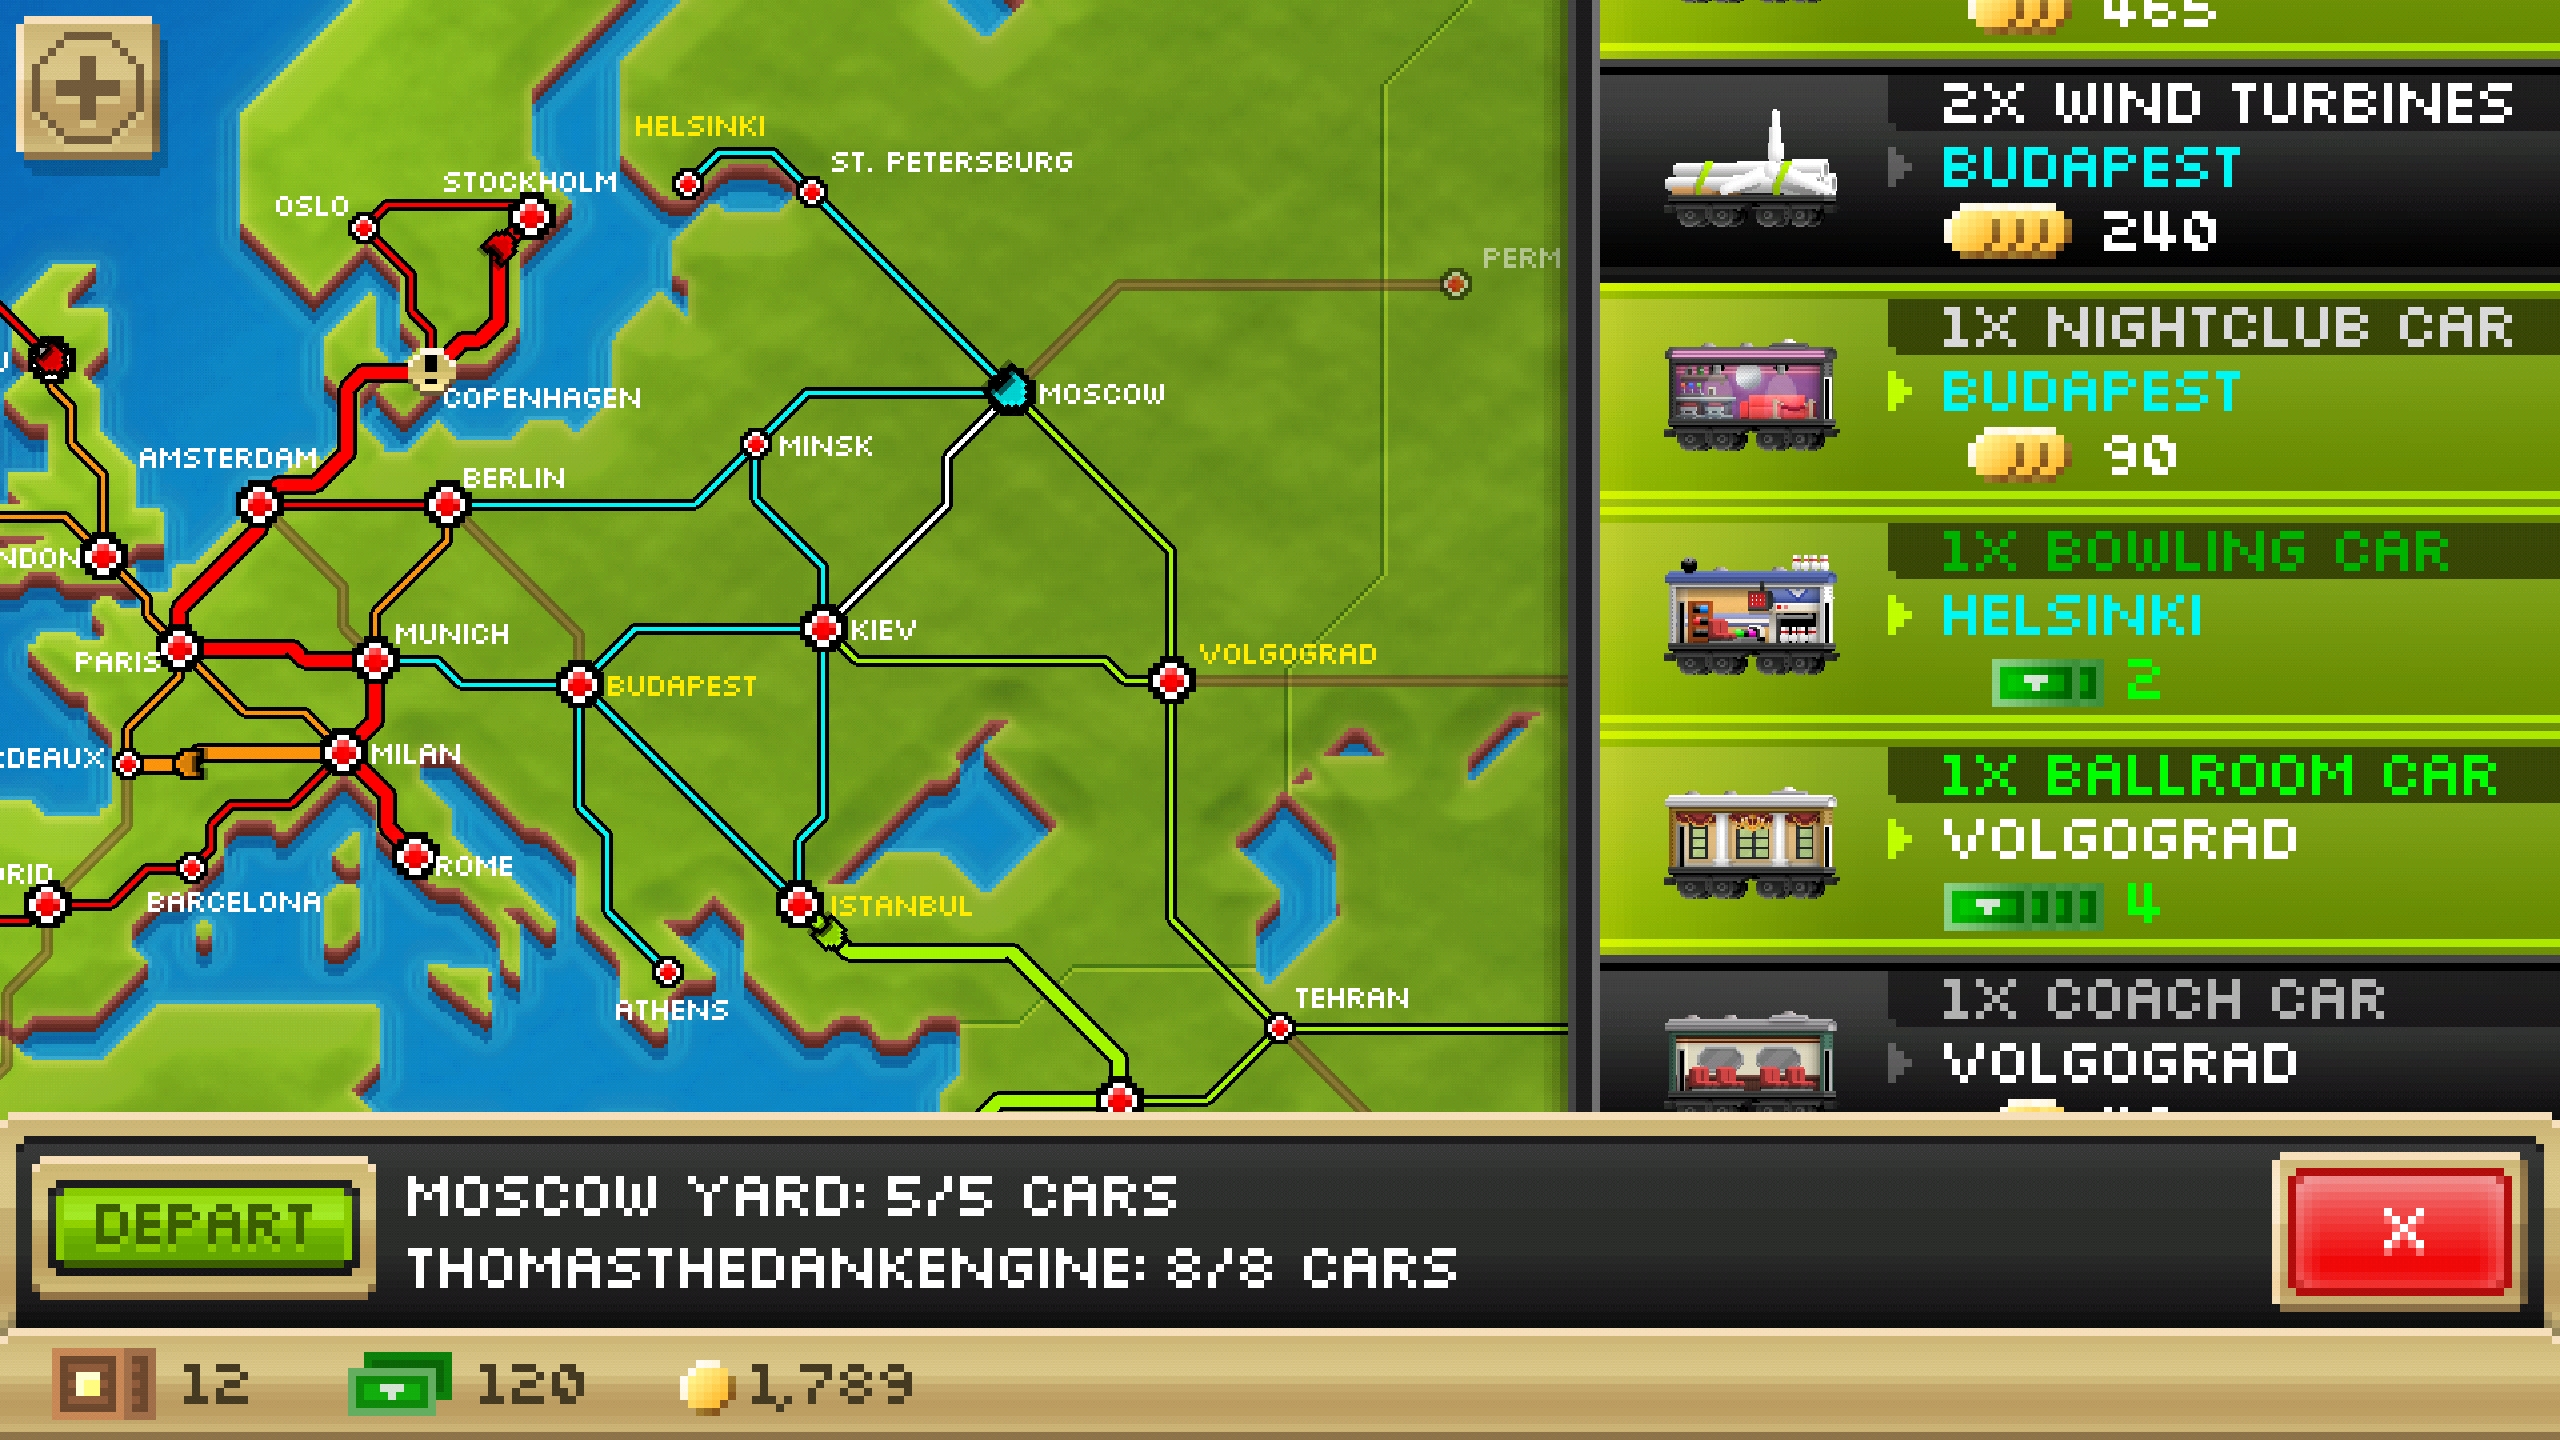 HELSINKI
ST. PETERSBURG
STOCKHOLM
OSLO
PERM
MOSCOW
COPENHAGEN
MINSK
AMSTERDAM
BERLIN
NDON
MUNICH
KIEV
PARIS
VOLGOGRAD
BUDAPEST
DEAUX
MILAN
RID
ROME
BARCELONA
ISTANBUL
ATHENS
TEHRAN
465
2X WIND TURBINES
BUDAPEST
240
1X NIGHTCLUB CAR
BUDAPEST
90
1X BOWLING CAR
HELSINKI
2
1X BALLROOM CAR
VOLGOGRAD
4
1X COACH CAR
VOLGOGRAD
DEPART
MOSCOW YARD: 5/5 CARS
THOMASTHEDANKENGINE: 8/8 CARS
X
12
120
1,789